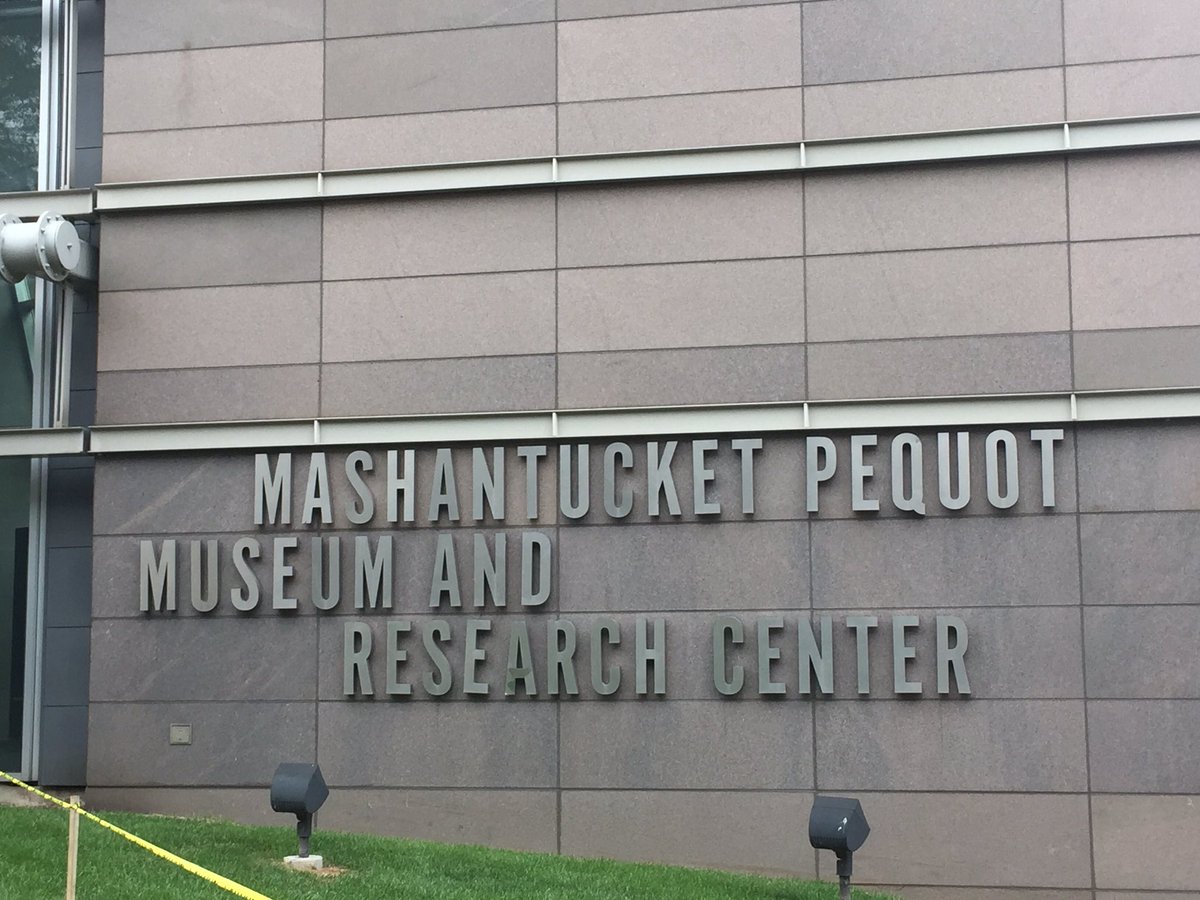 MASHANTUCKET PEQUOT
MUSEUM AND
RESEARCH CENTER